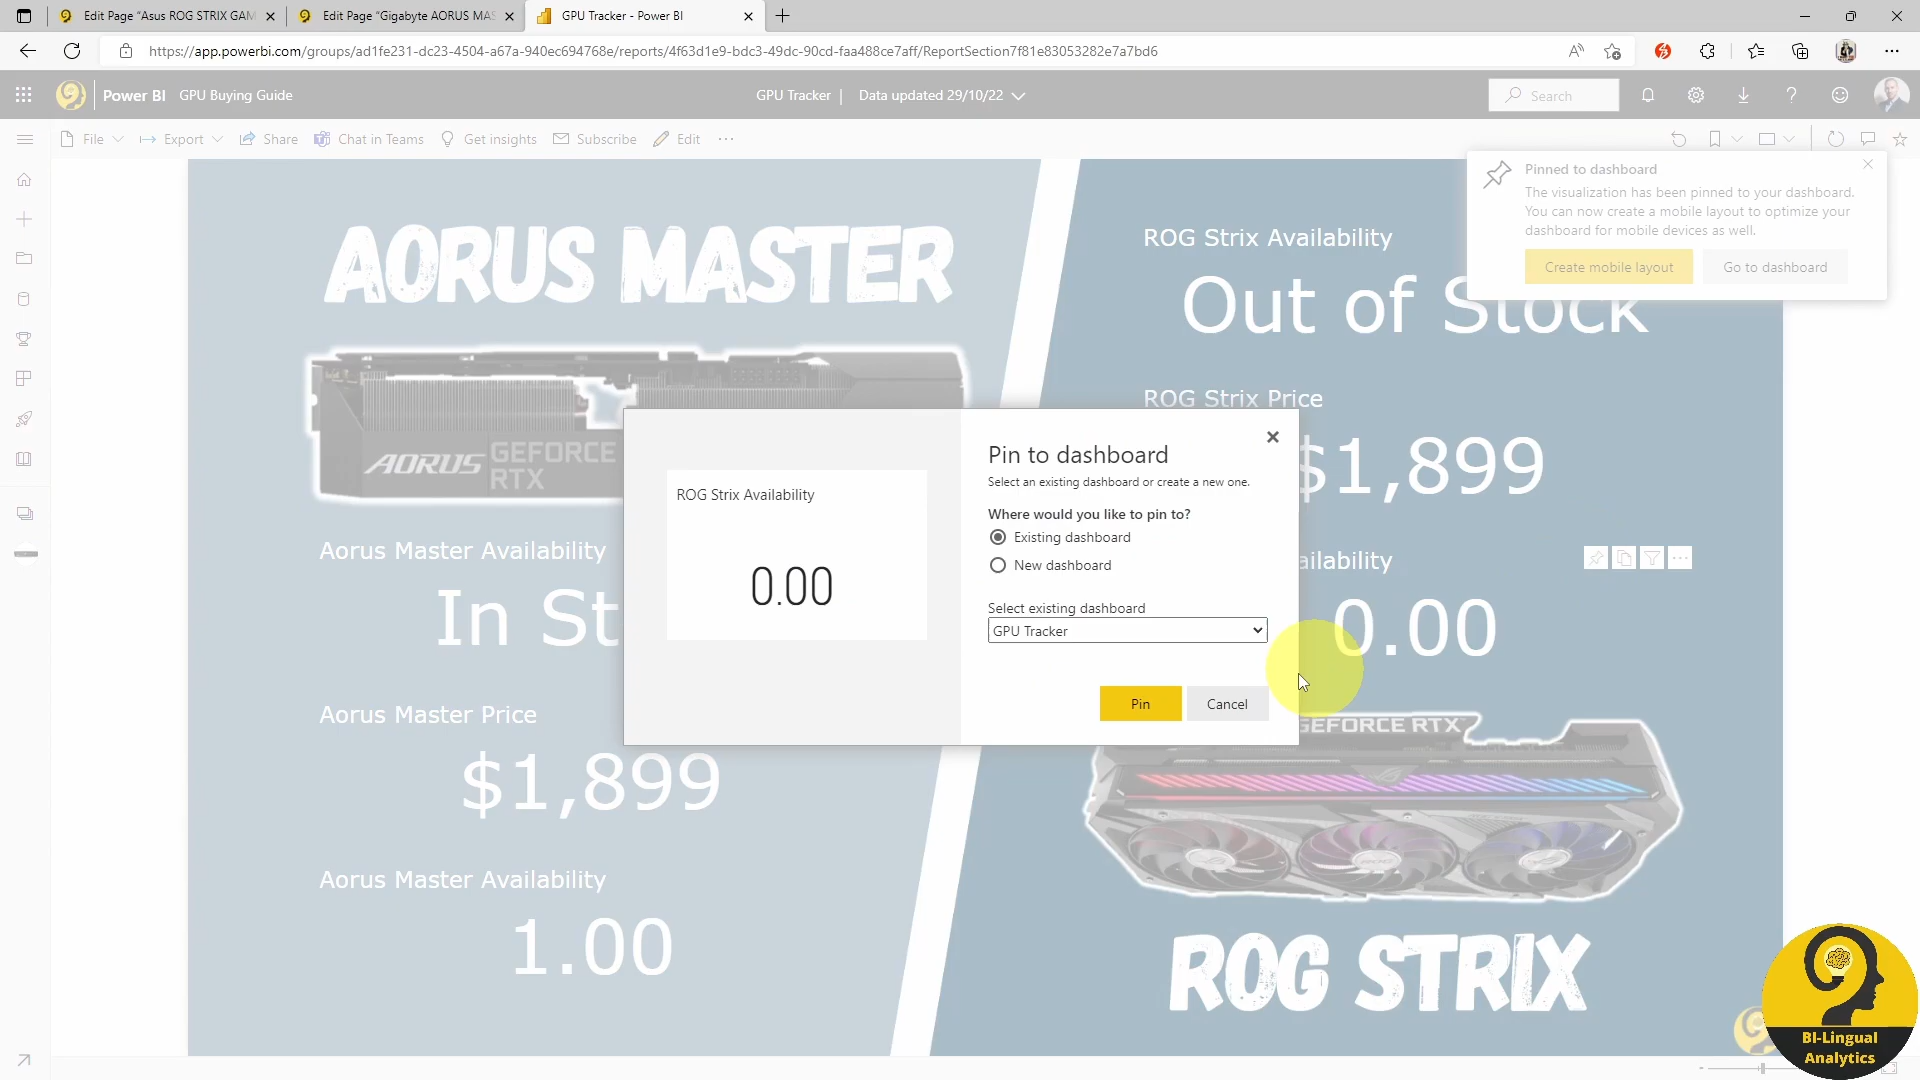 Edit Page "Asus ROG STRIX GAM
Edit Page "Gigabyte AORUS MAS
GPU Tracker - Power BI
https://app.powerbi.com/groups/ad1fe231-dc23-4504-a67a-940ec694768e/reports/4f63d1e9-bdc3-49dc-90cd-faa488ce7aff/ReportSection7f81e83053282e7a7bd6
Power BI GPU Buying Guide
GPU Tracker | Data updated 29/10/22
Search
File
Export
Share
Chat in Teams
Get insights
Subscribe
Edit
Pinned to dashboard
The visualization has been pinned to your dashboard.
You can now create a mobile layout to optimize your
dashboard for mobile devices as well.
Create mobile layout
Go to dashboard
AORUS MASTER
AORUS GEFORCE
RTX
Aorus Master Availability
In St
Aorus Master Price
$1,899
Aorus Master Availability
1.00
ROG Strix Availability
Out of Stock
ROG Strix Price
$1,899
ailability
0.00
GEFORCE RTX
ROG STRIX
ROG Strix Availability
0.00
Pin to dashboard
Select an existing dashboard or create a new one.
Where would you like to pin to?
Existing dashboard
New dashboard
Select existing dashboard
GPU Tracker
Pin
Cancel
BI-Lingual
Analytics